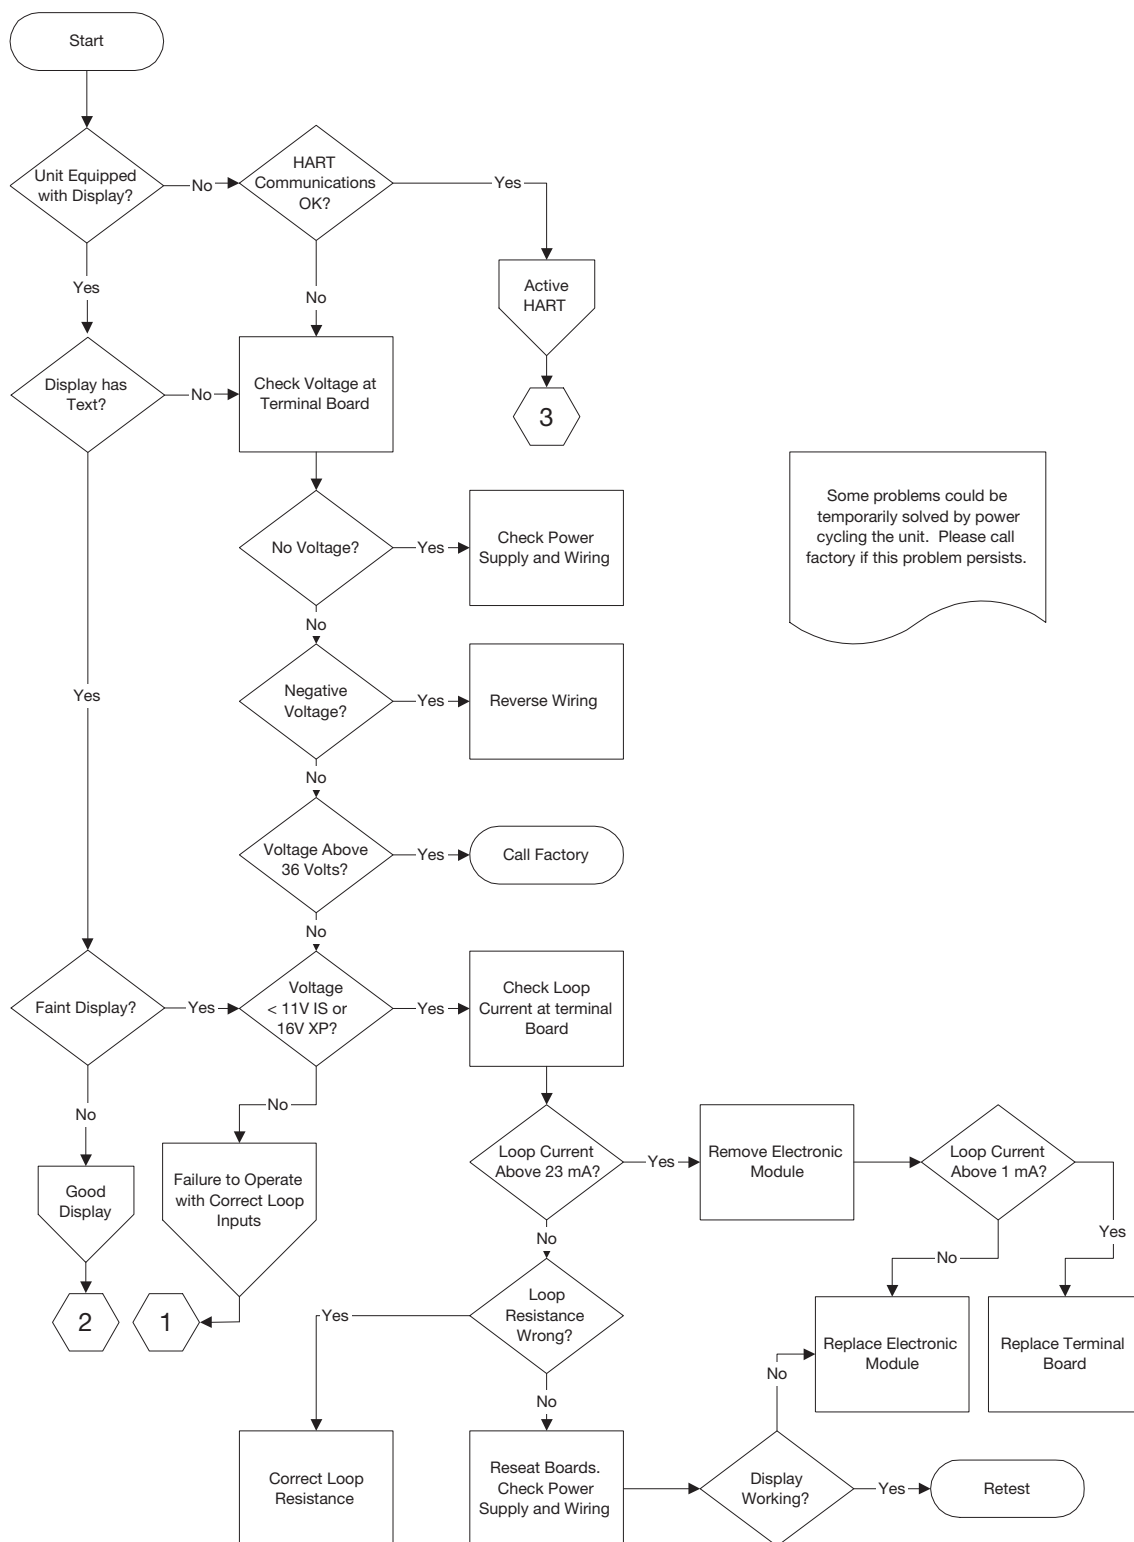 Start
Unit Equipped
with Display?
No
HART
Communications
OK?
Yes
Yes
No
Active
HART
Display has
Text?
No
Check Voltage at
Terminal Board
3
Some problems could be
temporarily solved by power
cycling the unit. Please call
factory if this problem persists.
No Voltage?
Yes
Check Power
Supply and Wiring
No
Yes
Negative
Voltage?
Yes
Reverse Wiring
No
Voltage Above
36 Volts?
Yes
Call Factory
No
Faint Display?
Yes
Voltage
< 11V IS or
16V XP?
Yes
Check Loop
Current at terminal
Board
No
No
Good
Display
Failure to Operate
with Correct Loop
Inputs
Loop Current
Above 23 mA?
Yes
Remove Electronic
Module
Loop Current
Above 1 mA?
No
No
Yes
2
1
Yes
Loop
Resistance
Wrong?
Replace Electronic
Module
Replace Terminal
Board
No
No
Correct Loop
Resistance
Reseat Boards.
Check Power
Supply and Wiring
Display
Working?
Yes
Retest